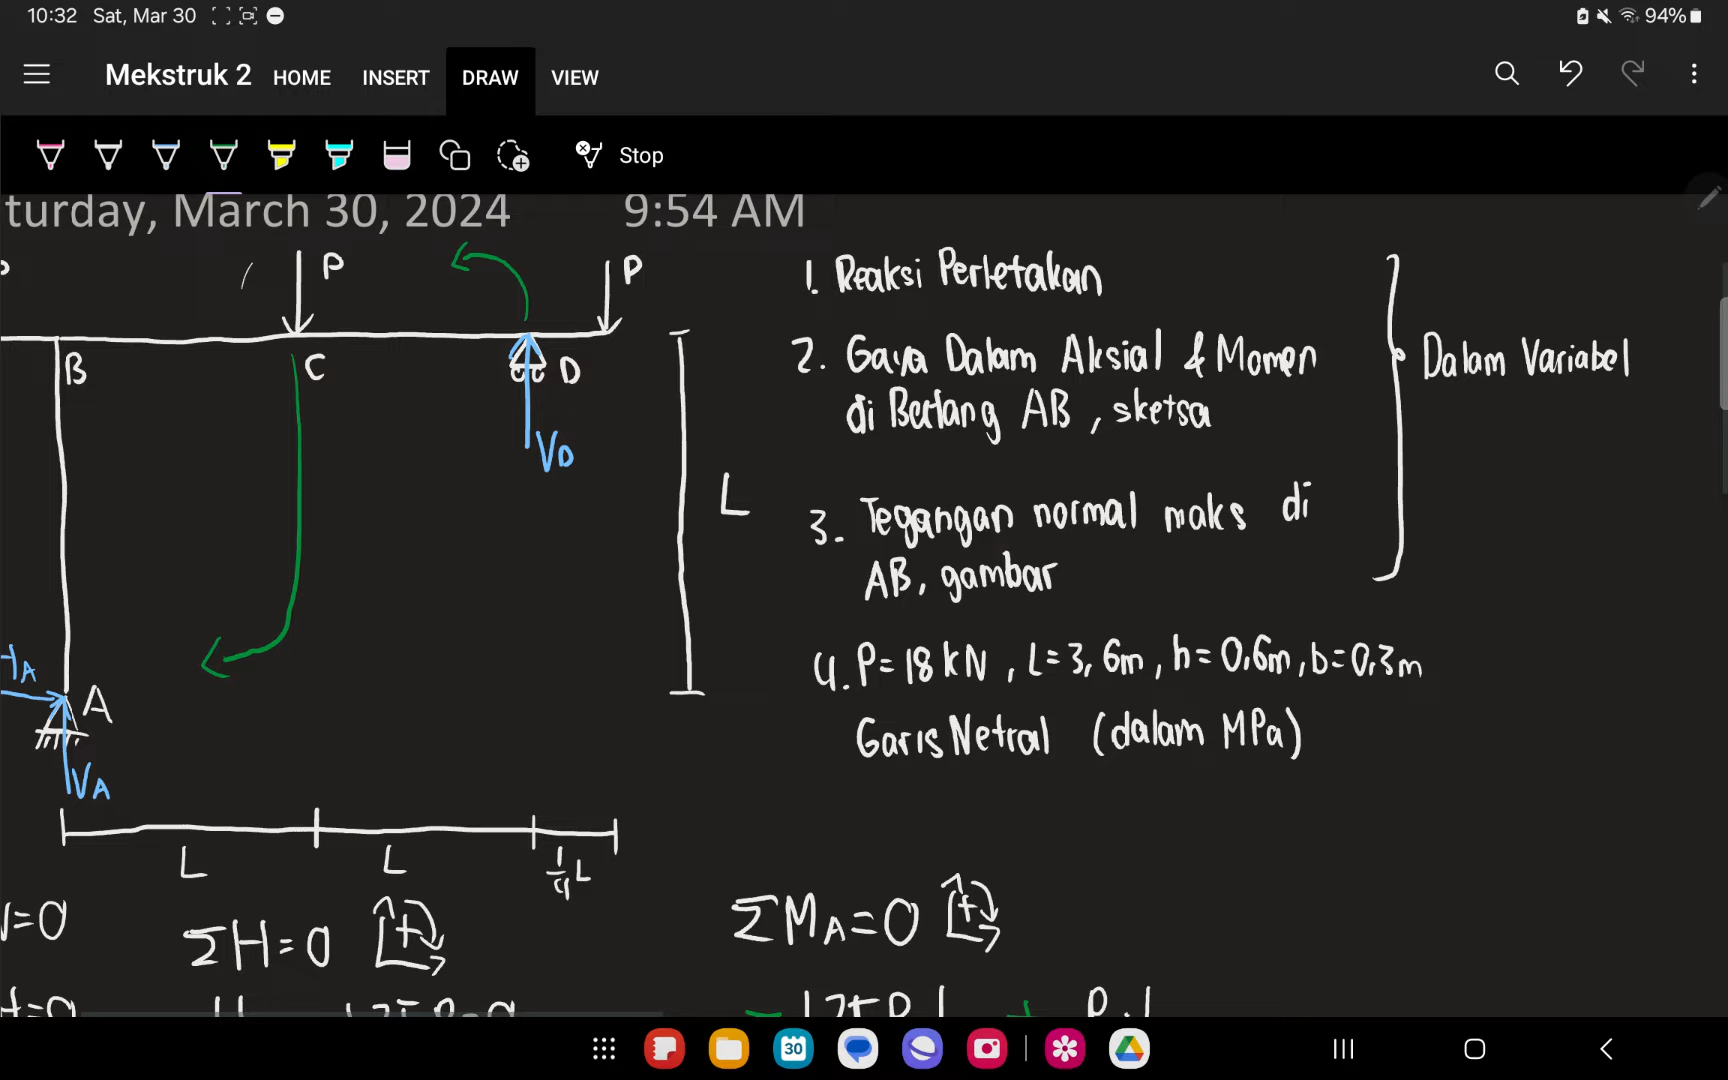 10:32 Sat, Mar 30
94%
Mekstruk 2 HOME INSERT DRAW VIEW
Stop
turday, March 30, 2024 9:54 AM
P P
B C D
VD
L
A
VA
L L 1/4 L
1. Reaksi Perletakan
2. Gaya Dalam Aksial & Momen
di Batang AB, sketsa
Dalam Variabel
3. Tegangan normal maks di
AB, gambar
4. P=18 kN, L=3,6m, h=0,6m, b=0,3m
Garis Netral (dalam MPa)
=0
ΣH=0 +
ΣMA=0 +
P.L
30